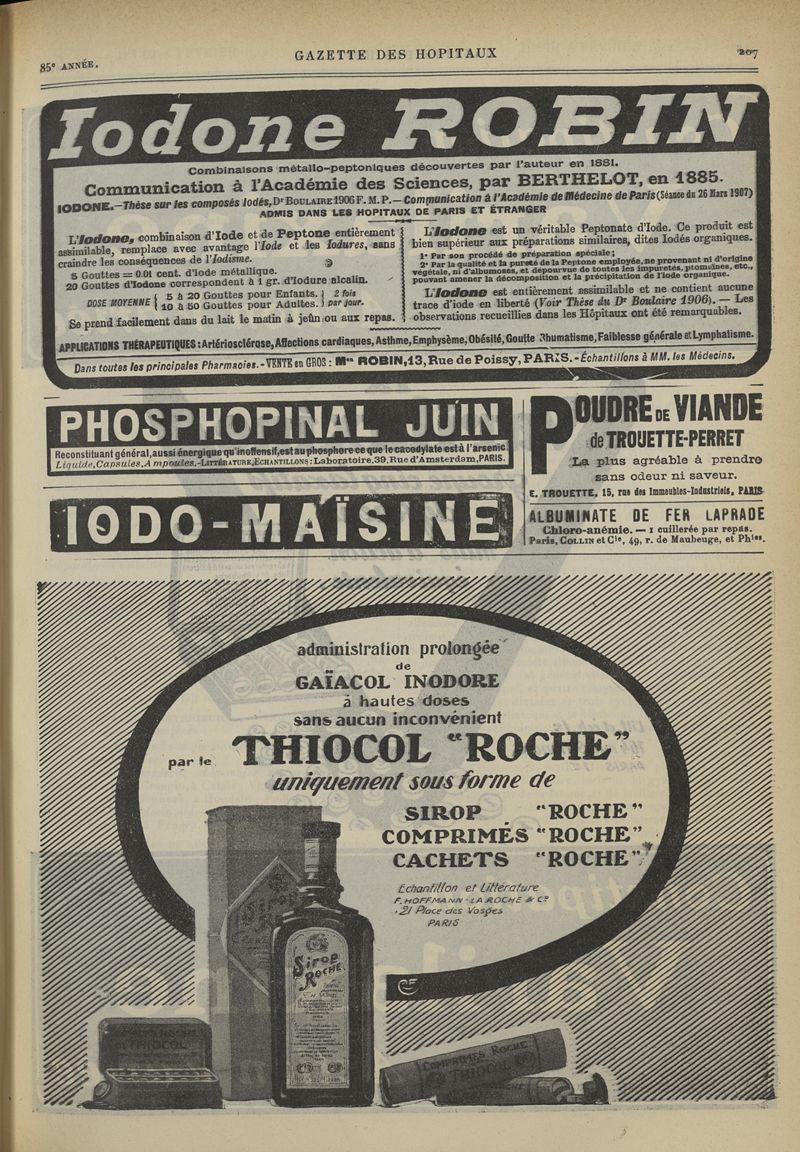 85e ANNÉE.
GAZETTE DES HOPITAUX
207
Iodone ROBIN
Combinaisons métallo-peptoniques découvertes par l'auteur en 1881.
Communication à l'Académie des Sciences, par BERTHELOT, en 1885.
IODONE.—Thèse sur les composés Iodés, Dr BOULAIRE 1906 F. M. P. — Communication à l'Académie de Médecine de Paris (Séance du 26 Mars 1907)
ADMIS DANS LES HOPITAUX DE PARIS ET ÉTRANGER
L'Iodone, combinaison d'Iode et de Peptone entièrement
assimilable, remplace avec avantage l'Iode et les Iodures, sans
craindre les conséquences de l'Iodisme.
5 Gouttes = 0.01 cent. d'Iode métallique.
20 Gouttes d'Iodone correspondent à 1 gr. d'Iodure alcalin.
DOSE MOYENNE { 5 à 20 Gouttes pour Enfants. } 2 fois
{ 10 à 50 Gouttes pour Adultes. } par jour.
Se prend facilement dans du lait le matin à jeûn ou aux repas.
L'Iodone est un véritable Peptonate d'Iode. Ce produit est
bien supérieur aux préparations similaires, dites Iodés organiques.
1° Par son procédé de préparation spéciale;
2° Par la qualité et la pureté de la Peptone employée, ne provenant ni d'origine
végétale, ni d'albumoses, et dépourvue de toutes les impuretés, ptomaïnes, etc.,
pouvant amener la décomposition et la précipitation de l'Iode organique.
L'Iodone est entièrement assimilable et ne contient aucune
trace d'iode en liberté (Voir Thèse du Dr Boulaire 1906). — Les
observations recueillies dans les Hôpitaux ont été remarquables.
APPLICATIONS THÉRAPEUTIQUES : Artériosclérose, Affections cardiaques, Asthme, Emphysème, Obésité, Goutte Rhumatisme, Faiblesse générale et Lymphatisme.
Dans toutes les principales Pharmacies. - VENTE en GROS : Mon ROBIN, 13, Rue de Poissy, PARIS. - Échantillons à MM. les Médecins.
PHOSPHOPINAL JUIN
Reconstituant général, aussi énergique qu'inoffensif, est au phosphore ce que le cacodylate est à l'arsenic
Liquide, Capsules, Ampoules. - LITTÉRATURE, ECHANTILLONS : Laboratoire, 39, Rue d'Amsterdam, PARIS.
IODO-MAÏSINE
POUDRE DE VIANDE
de TROUETTE-PERRET
La plus agréable à prendre
sans odeur ni saveur.
E. TROUETTE, 15, rue des Immeubles-Industriels, PARIS
ALBUMINATE DE FER LAPRADE
Chloro-anémie. — 1 cuillerée par repas.
Paris, COLLIN et Cie, 49, r. de Maubeuge, et Phies.
administration prolongée
de
GAÏACOL INODORE
à hautes doses
sans aucun inconvénient
par le THIOCOL "ROCHE"
uniquement sous forme de
SIROP "ROCHE"
COMPRIMÉS "ROCHE"
CACHETS "ROCHE"
Echantillon et Littérature
F. HOFFMANN - LA ROCHE & Co
21 Place des Vosges
PARIS
Sirop
ROCHE
THIOCOL
COMPRIMÉS ROCHE
THIOCOL